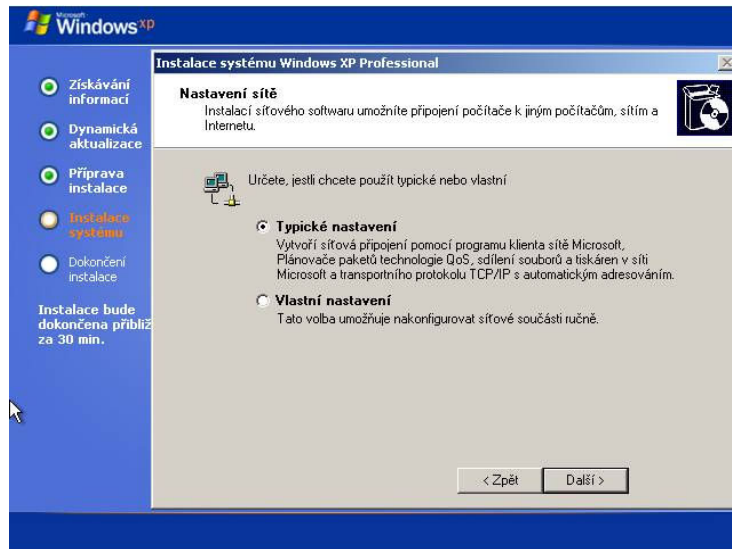 Microsoft
Windows xp
Instalace systému Windows XP Professional
Získávání
informací
Dynamická
aktualizace
Příprava
instalace
Instalace
systému
Dokončení
instalace
Instalace bude
dokončena přibliž
za 30 min.
Nastavení sítě
Instalací síťového softwaru umožníte připojení počítače k jiným počítačům, sítím a
Internetu.
Určete, jestli chcete použít typické nebo vlastní
Typické nastavení
Vytvoří síťová připojení pomocí programu klienta sítě Microsoft,
Plánovače paketů technologie QoS, sdílení souborů a tiskáren v síti
Microsoft a transportního protokolu TCP/IP s automatickým adresováním.
Vlastní nastavení
Tato volba umožňuje nakonfigurovat síťové součásti ručně.
< Zpět
Další >